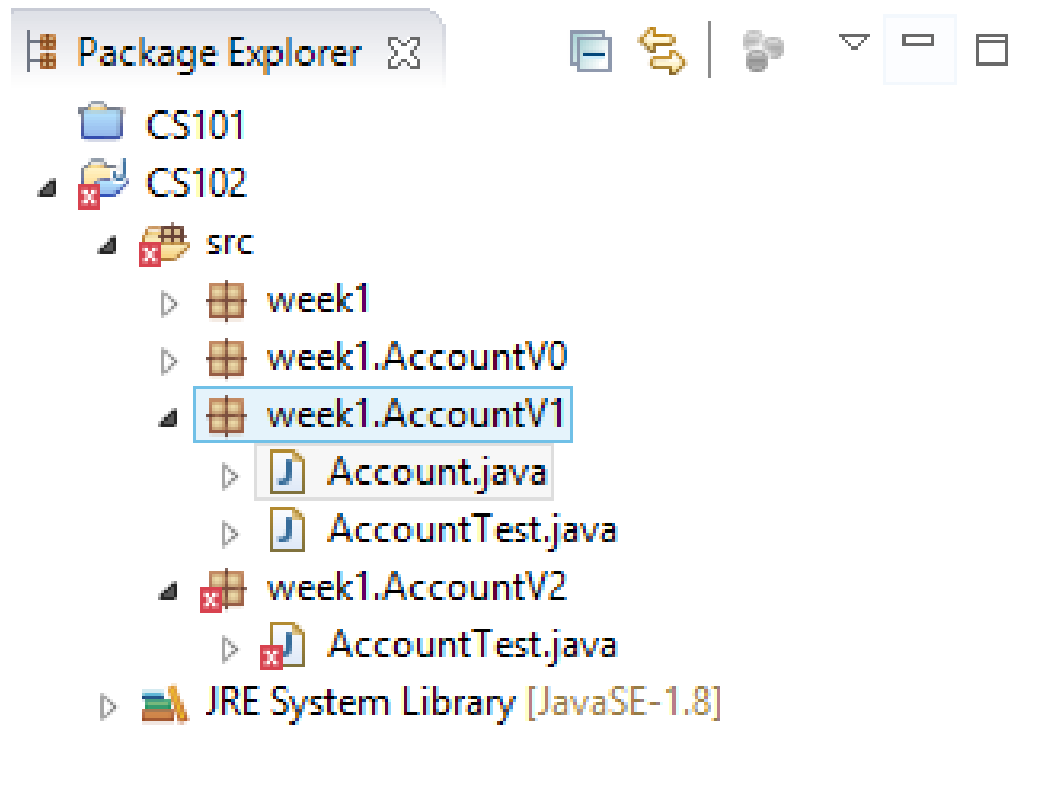 Package Explorer
CS101
CS102
src
week1
week1.AccountV0
week1.AccountV1
Account.java
AccountTest.java
week1.AccountV2
AccountTest.java
JRE System Library [JavaSE-1.8]